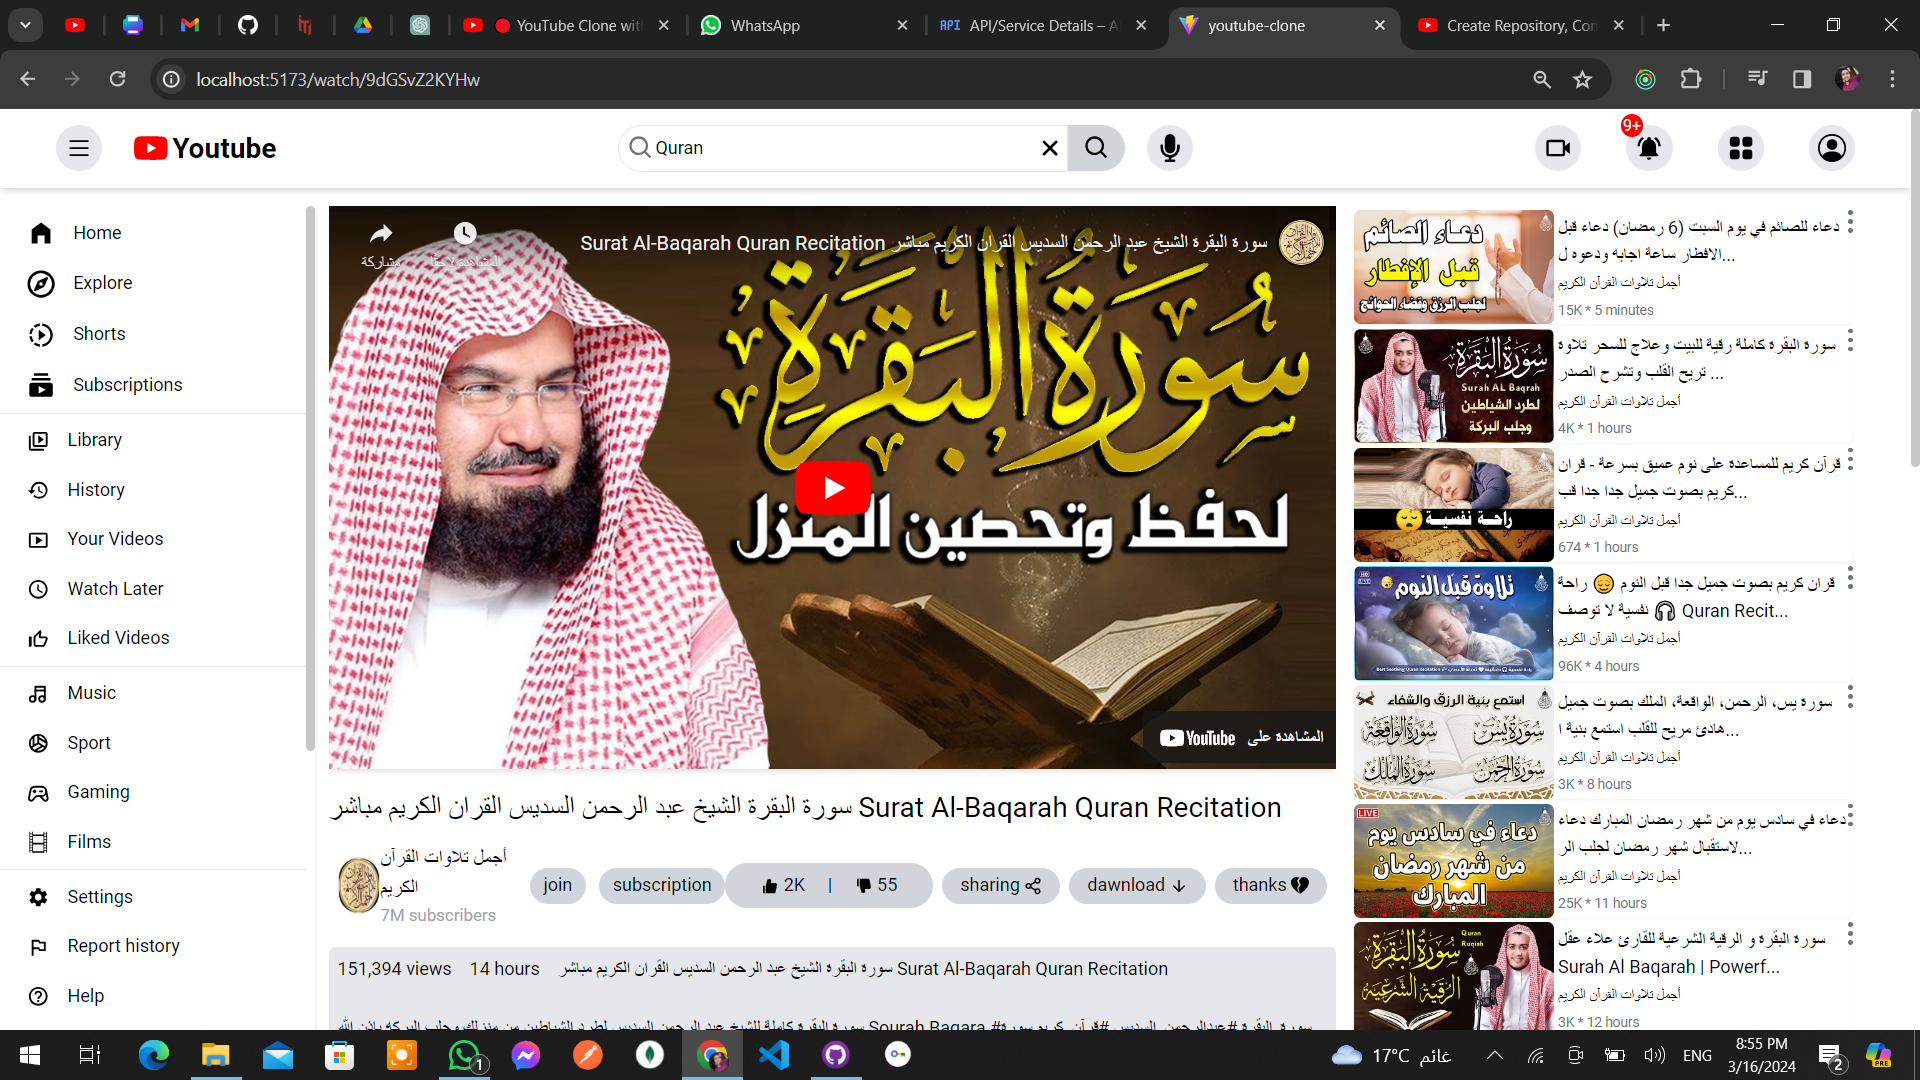 YouTube Clone wit
WhatsApp
API API/Service Details – A
youtube-clone
Create Repository, Con
localhost:5173/watch/9dGSvZ2KYHw
Youtube
Quran
9+
Home
Explore
Shorts
Subscriptions
Library
History
Your Videos
Watch Later
Liked Videos
Music
Sport
Gaming
Films
Settings
Report history
Help
مشاركة
المشاهدة لاحقًا
سورة البقرة الشيخ عبد الرحمن السديس القران الكريم مباشر Surat Al-Baqarah Quran Recitation
سورة البقرة
لحفظ وتحصين المنزل
المشاهدة على YouTube
سورة البقرة الشيخ عبد الرحمن السديس القران الكريم مباشر Surat Al-Baqarah Quran Recitation
أجمل تلاوات القرآن
الكريم
7M subscribers
join
subscription
2K | 55
sharing
dawnload
thanks
151,394 views 14 hours سورة البقرة الشيخ عبد الرحمن السديس القران الكريم مباشر Surat Al-Baqarah Quran Recitation
سورة_البقرة #عبدالرحمن_السديس #قرآن_كريم سورة# Sourah Baqara سورة البقرة كاملة للشيخ عبد الرحمن السديس لطرد الشياطين من منزلك وجلب البركة بإذن الله
دعاء الصائم
قبل الإفطار
لجلب الرزق وقضاء الحوائج
دعاء للصائم في يوم السبت (6 رمضان) دعاء قبل
الافطار ساعة اجابه ودعوه ل...
أجمل تلاوات القرآن الكريم
15K * 5 minutes
سورة البقرة
Surah AL Baqrah
لطرد الشياطين
وجلب البركة
سورة البقرة كاملة رقية للبيت وعلاج للسحر تلاوة
تريح القلب وتشرح الصدر ...
أجمل تلاوات القرآن الكريم
4K * 1 hours
راحة نفسية
قرآن كريم للمساعدة على نوم عميق بسرعة - قران
كريم بصوت جميل جدا جدا قب...
أجمل تلاوات القرآن الكريم
674 * 1 hours
تلاوة قبل النوم
قران كريم بصوت جميل جدا قبل النوم 😌 راحة
نفسية لا توصف 🎧 Quran Recit...
أجمل تلاوات القرآن الكريم
96K * 4 hours
استمع بنية الرزق والشفاء
سورة يس سورة الواقعة
سورة الرحمن سورة الملك
سورة يس، الرحمن، الواقعة، الملك بصوت جميل
هادئ مريح للقلب استمع بنية ا...
أجمل تلاوات القرآن الكريم
3K * 8 hours
LIVE
دعاء في سادس يوم
من شهر رمضان
المبارك
دعاء في سادس يوم من شهر رمضان المبارك دعاء
لاستقبال شهر رمضان لجلب الر...
أجمل تلاوات القرآن الكريم
25K * 11 hours
Quran
Ruqiah
سورة البقرة
الرقية الشرعية
سورة البقرة و الرقية الشرعية للقارئ علاء عقل
Surah Al Baqarah | Powerf...
أجمل تلاوات القرآن الكريم
3K * 12 hours
1
17°C غائم
ENG
8:55 PM
3/16/2024
2
PRE